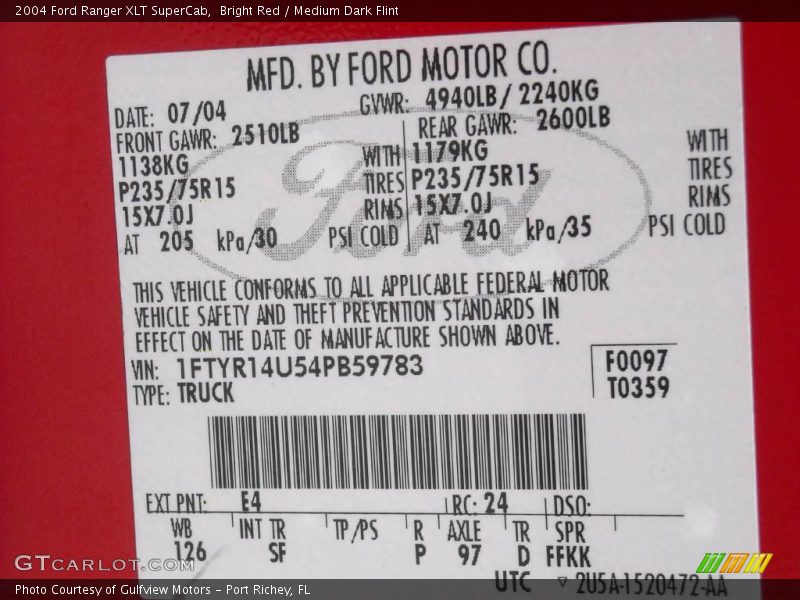 2004 Ford Ranger XLT SuperCab,  Bright Red / Medium Dark Flint
MFD. BY FORD MOTOR CO.
DATE: 07/04 GVWR: 4940LB/ 2240KG
FRONT GAWR: 2510LB REAR GAWR: 2600LB
1138KG WITH 1179KG WITH
P235/75R15 TIRES P235/75R15 TIRES
15X7.0J RIMS 15X7.0J RIMS
AT 205 kPa/30 PSI COLD AT 240 kPa/35 PSI COLD
Ford
THIS VEHICLE CONFORMS TO ALL APPLICABLE FEDERAL MOTOR
VEHICLE SAFETY AND THEFT PREVENTION STANDARDS IN
EFFECT ON THE DATE OF MANUFACTURE SHOWN ABOVE.
VIN: 1FTYR14U54PB59783 F0097
TYPE: TRUCK T0359
EXT PNT: E4 RC: 24 DSO:
WB INT TR TP/PS R AXLE TR SPR
126 SF P 97 D FFKK
UTC ▽ 2U5A-1520472-AA
GTCARLOT.COM
Photo Courtesy of Gulfview Motors – Port Richey, FL